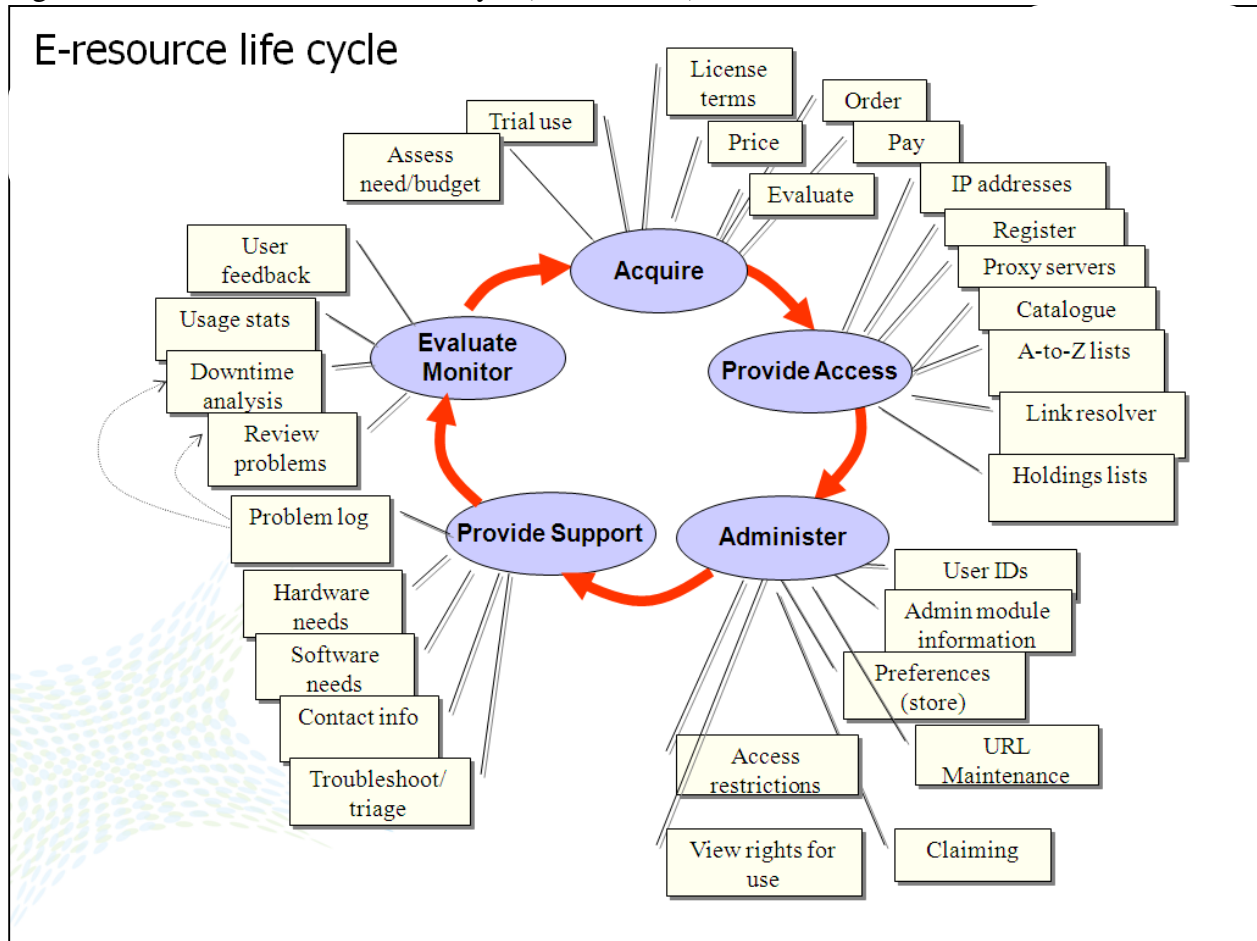 E-resource life cycle
License
terms
Order
Trial use
Price
Pay
Assess
need/budget
Evaluate
IP addresses
Register
Proxy servers
Catalogue
A-to-Z lists
Link resolver
Holdings lists
User
feedback
Usage stats
Downtime
analysis
Review
problems
Acquire
Evaluate
Monitor
Provide Access
Problem log
Provide Support
Administer
Hardware
needs
Software
needs
Contact info
Troubleshoot/
triage
User IDs
Admin module
information
Preferences
(store)
URL
Maintenance
Access
restrictions
View rights for
use
Claiming